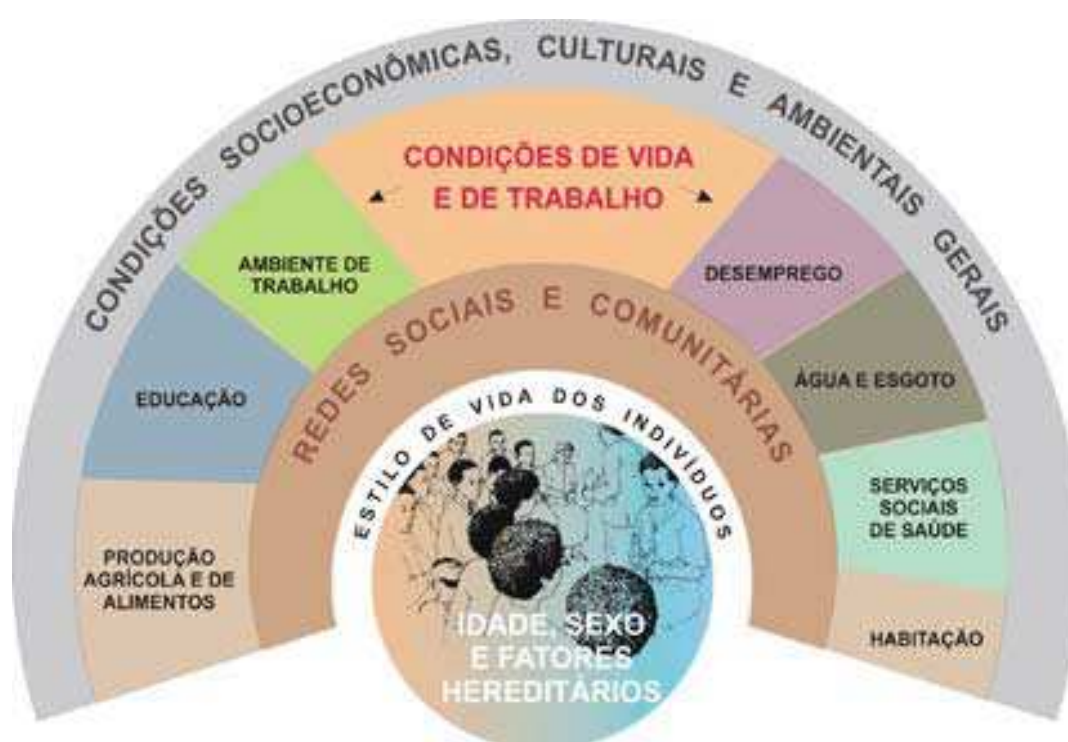 CONDIÇÕES SOCIOECONÔMICAS, CULTURAIS E AMBIENTAIS GERAIS
CONDIÇÕES DE VIDA
E DE TRABALHO
AMBIENTE DE
TRABALHO
DESEMPREGO
EDUCAÇÃO
ÁGUA E ESGOTO
PRODUÇÃO
AGRÍCOLA E DE
ALIMENTOS
SERVIÇOS
SOCIAIS
DE SAÚDE
HABITAÇÃO
REDES SOCIAIS E COMUNITÁRIAS
ESTILO DE VIDA DOS INDIVÍDUOS
IDADE, SEXO
E FATORES
HEREDITÁRIOS